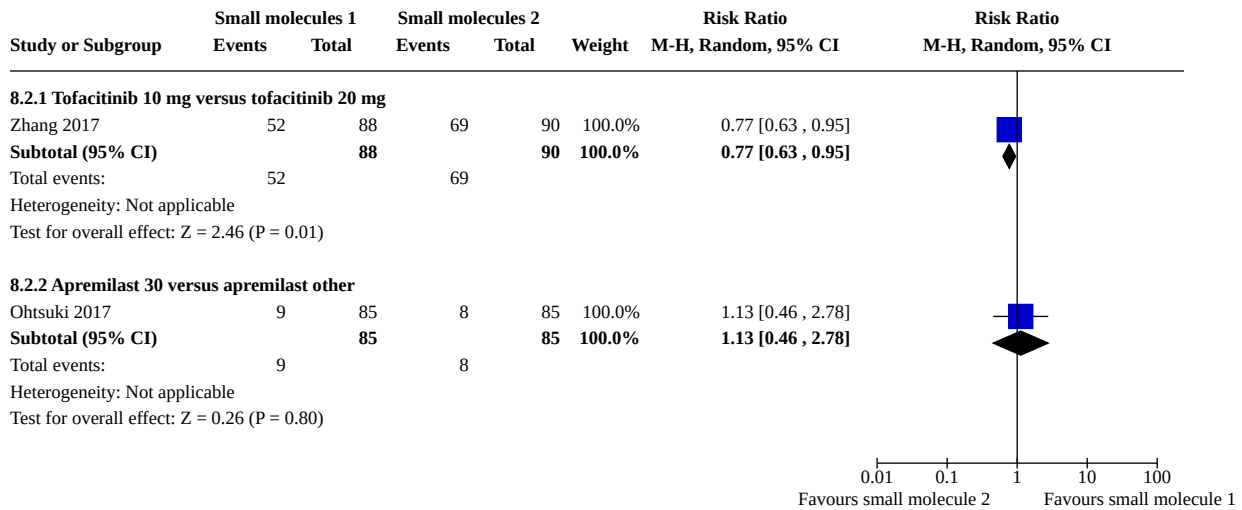 Small molecules 1 Small molecules 2 Risk Ratio Risk Ratio
Study or Subgroup Events Total Events Total Weight M-H, Random, 95% CI M-H, Random, 95% CI
8.2.1 Tofacitinib 10 mg versus tofacitinib 20 mg
Zhang 2017 52 88 69 90 100.0% 0.77 [0.63 , 0.95]
Subtotal (95% CI) 88 90 100.0% 0.77 [0.63 , 0.95]
Total events: 52 69
Heterogeneity: Not applicable
Test for overall effect: Z = 2.46 (P = 0.01)
8.2.2 Apremilast 30 versus apremilast other
Ohtsuki 2017 9 85 8 85 100.0% 1.13 [0.46 , 2.78]
Subtotal (95% CI) 85 85 100.0% 1.13 [0.46 , 2.78]
Total events: 9 8
Heterogeneity: Not applicable
Test for overall effect: Z = 0.26 (P = 0.80)
0.01 0.1 1 10 100
Favours small molecule 2 Favours small molecule 1